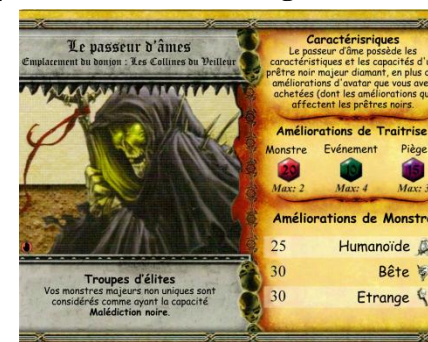 Le passeur d'âmes
Emplacement du donjon : Les Collines du Veilleur
Troupes d'élites
Vos monstres majeurs non uniques sont
considérés comme ayant la capacité
Malédiction noire.
Caractérisriques
Le passeur d'âme possède les
caractéristiques et les capacités d'
prêtre noir majeur diamant, en plus
améliorations d'avatar que vous
achetées (dont les améliorations
affectent les prêtres noirs.
Améliorations de Traitrise
Monstre Evénement Piège
20
Max: 2 Max: 4 Max:
Améliorations de Monstre
25 Humanoïde
30 Bête
30 Etrange